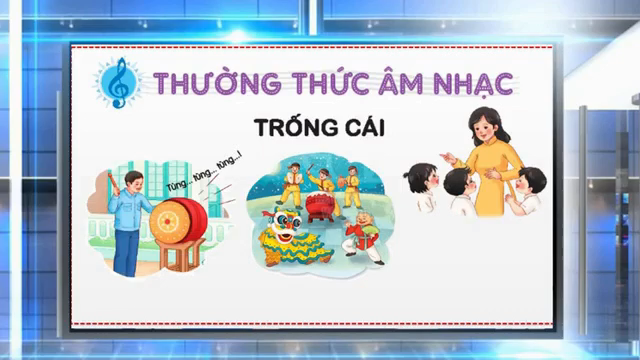 THƯỜNG THỨC ÂM NHẠC
TRỐNG CÁI
Tùng... tùng... tùng...!